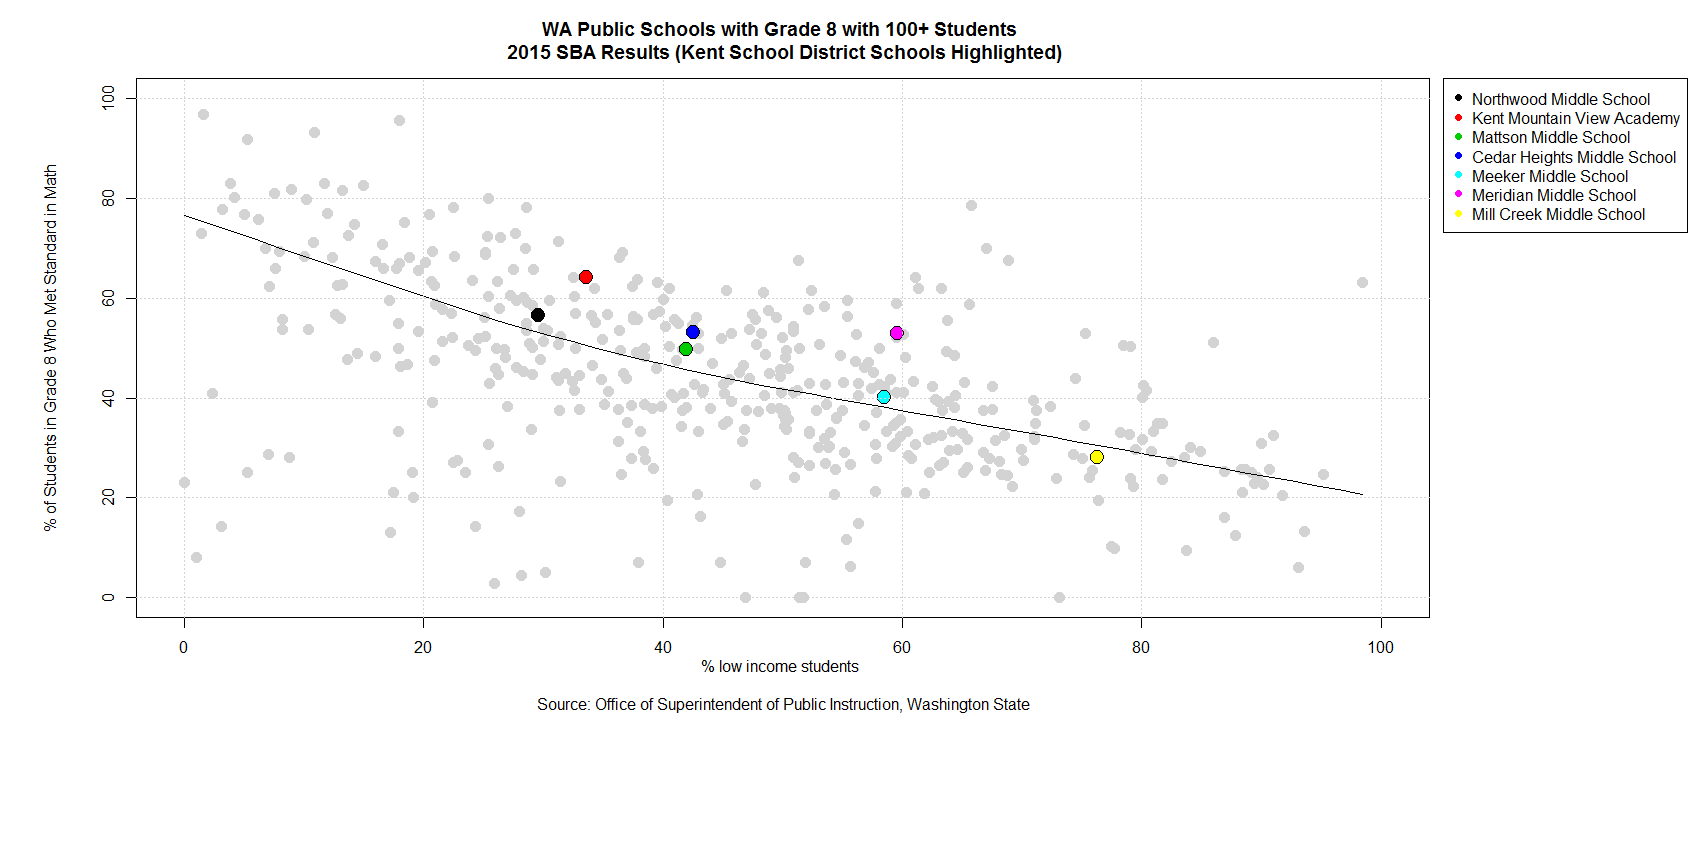 WA Public Schools with Grade 8 with 100+ Students
2015 SBA Results (Kent School District Schools Highlighted)
% of Students in Grade 8 Who Met Standard in Math
100
80
60
40
20
0
0
20
40
60
80
100
% low income students
Source: Office of Superintendent of Public Instruction, Washington State
Northwood Middle School
Kent Mountain View Academy
Mattson Middle School
Cedar Heights Middle School
Meeker Middle School
Meridian Middle School
Mill Creek Middle School